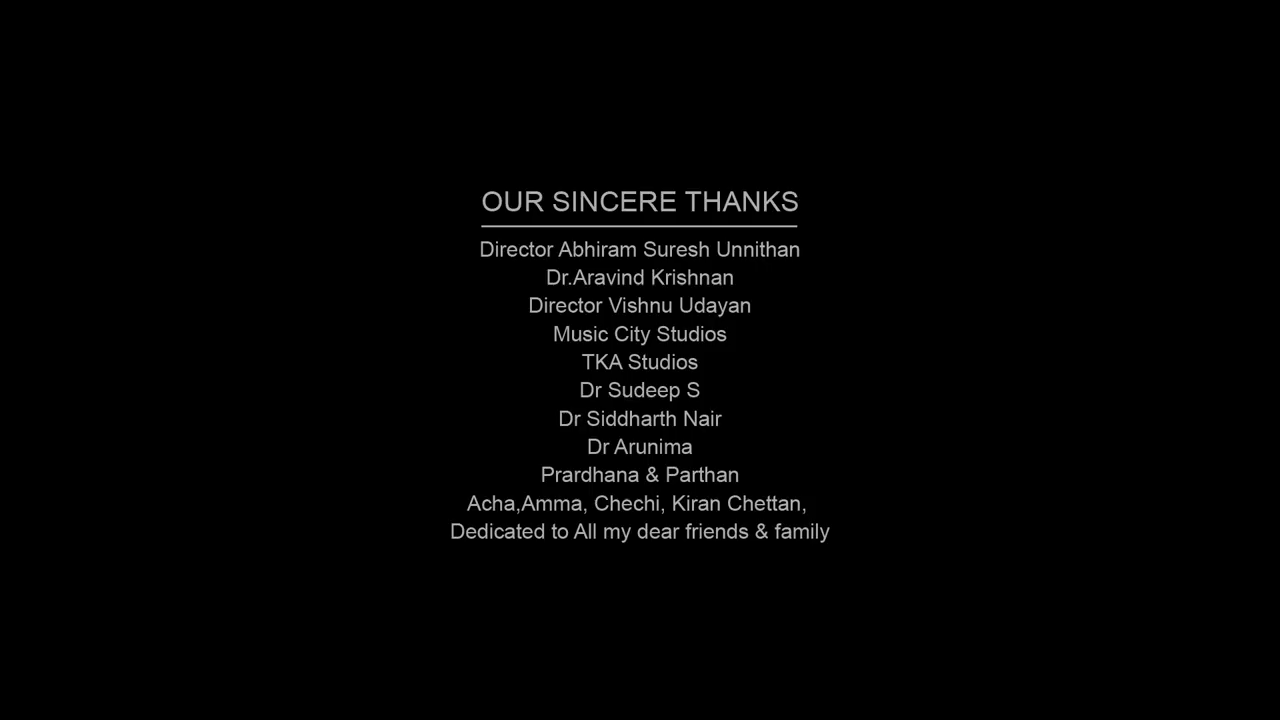 OUR SINCERE THANKS
Director Abhiram Suresh Unnithan
Dr.Aravind Krishnan
Director Vishnu Udayan
Music City Studios
TKA Studios
Dr Sudeep S
Dr Siddharth Nair
Dr Arunima
Prardhana & Parthan
Acha,Amma, Chechi, Kiran Chettan,
Dedicated to All my dear friends & family